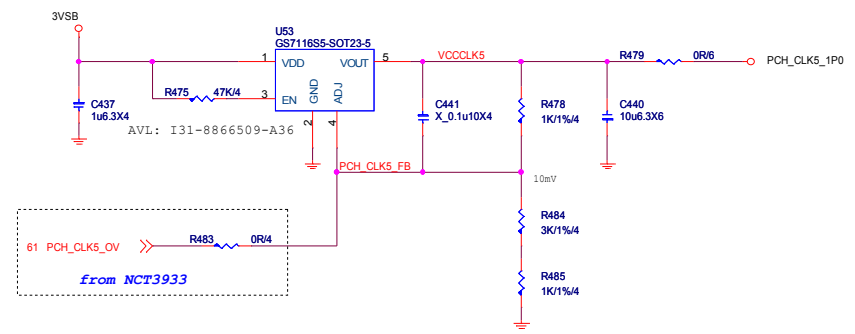 3VSB
U53
GS7116S5-SOT23-5
1
VDD
VOUT
5
VCCCLK5
R479
0R/6
PCH_CLK5_1P0
R475
47K/4
3
EN
GND
ADJ
2
4
C437
1u6.3X4
C441
X_0.1u10X4
R478
1K/1%/4
C440
10u6.3X6
AVL: I31-8866509-A36
PCH_CLK5_FB
10mV
R484
3K/1%/4
61 PCH_CLK5_OV
R483
0R/4
from NCT3933
R485
1K/1%/4